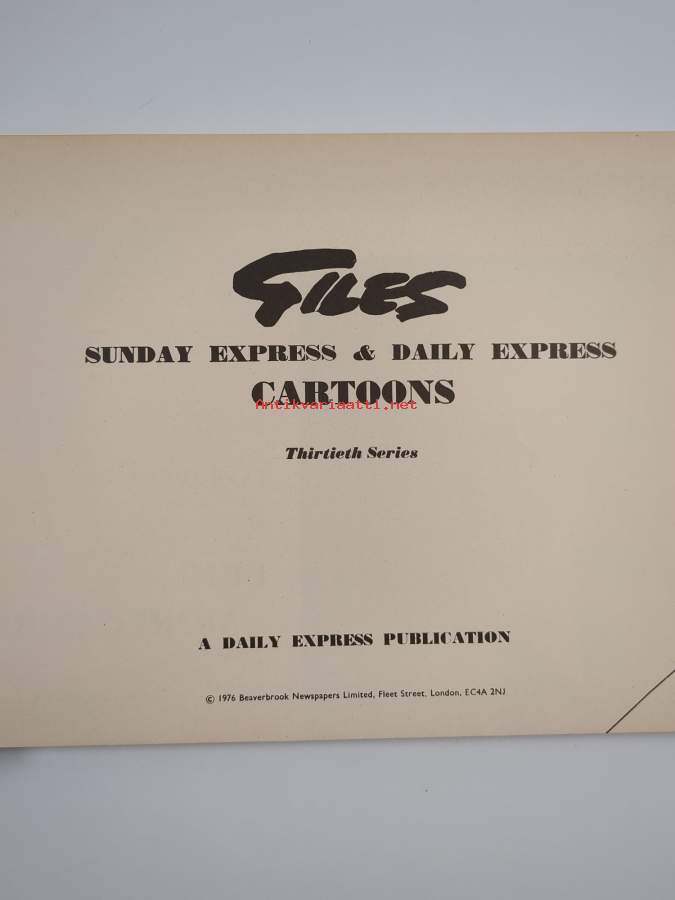 GILES
SUNDAY EXPRESS & DAILY EXPRESS
CARTOONS
Antikvariaatti.net
Thirtieth Series
A DAILY EXPRESS PUBLICATION
© 1976 Beaverbrook Newspapers Limited, Fleet Street, London, EC4A 2NJ